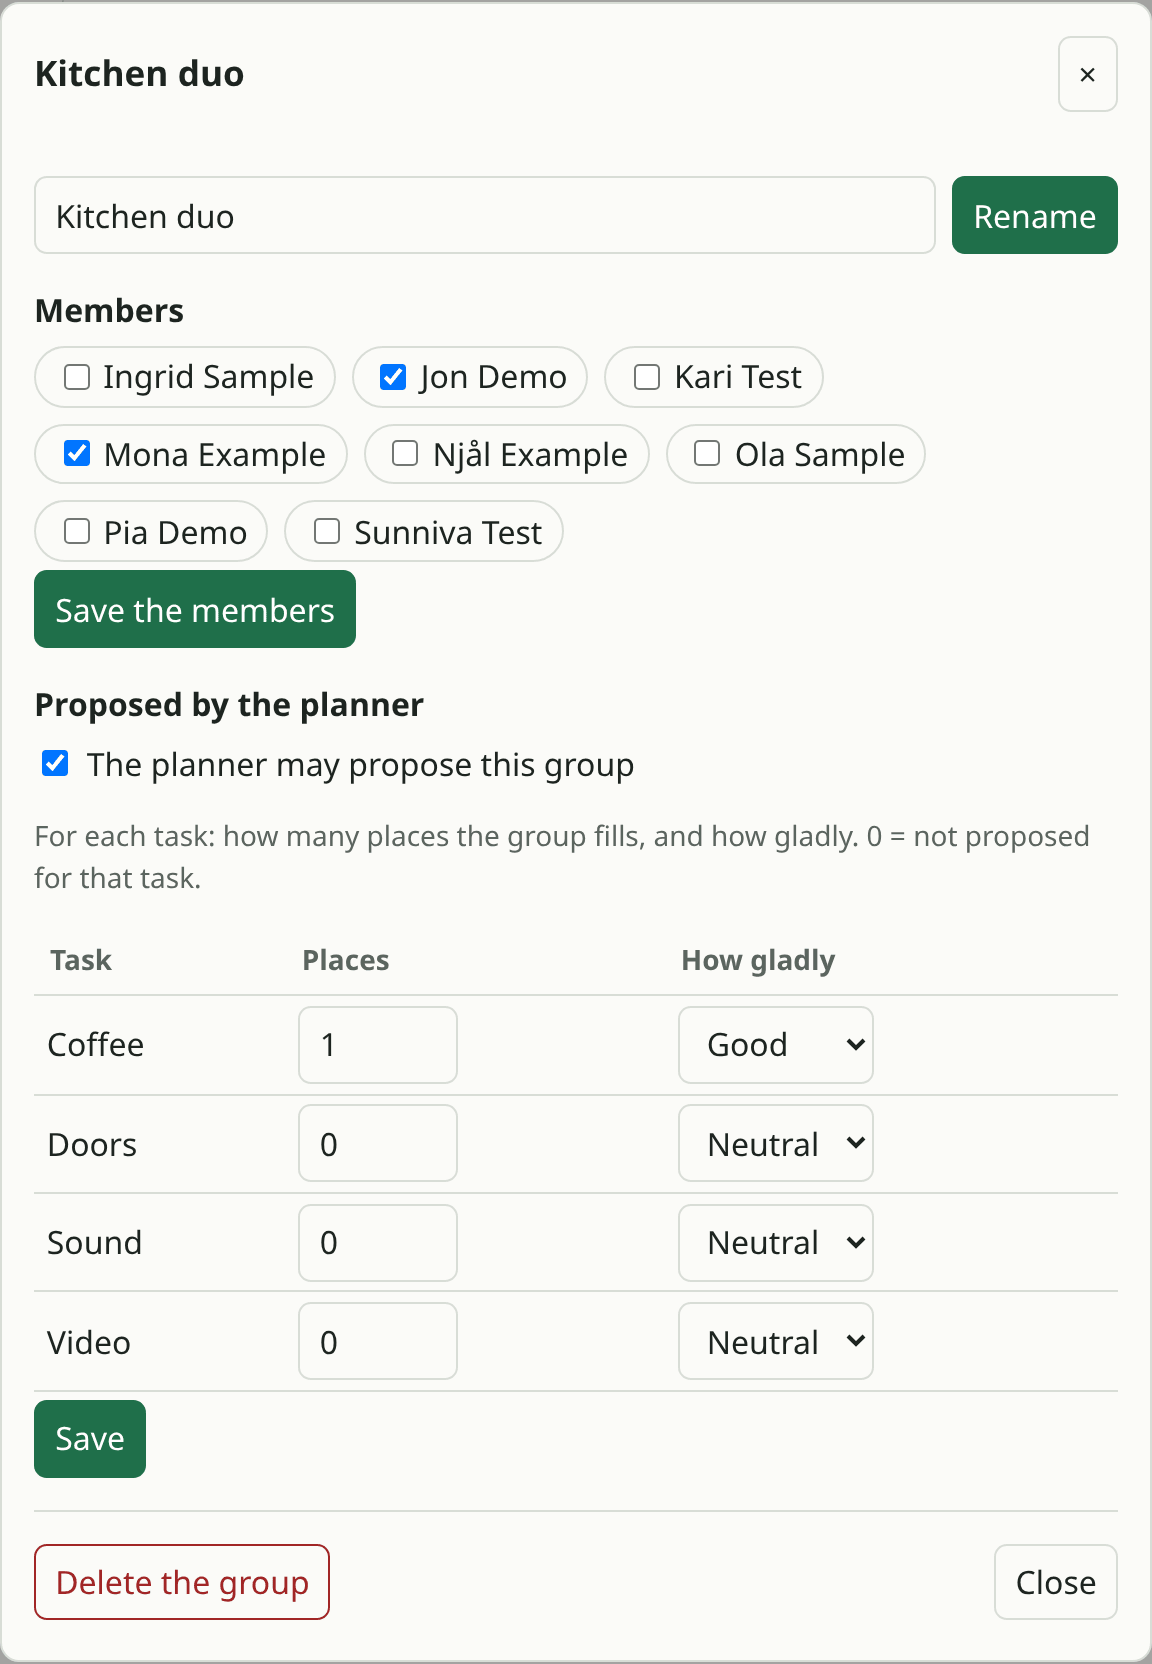 Kitchen duo ×
Kitchen duo Rename
Members
Ingrid Sample Jon Demo Kari Test
Mona Example Njål Example Ola Sample
Pia Demo Sunniva Test
Save the members
Proposed by the planner
The planner may propose this group
For each task: how many places the group fills, and how gladly. 0 = not proposed
for that task.
Task Places How gladly
Coffee 1 Good
Doors 0 Neutral
Sound 0 Neutral
Video 0 Neutral
Save
Delete the group Close